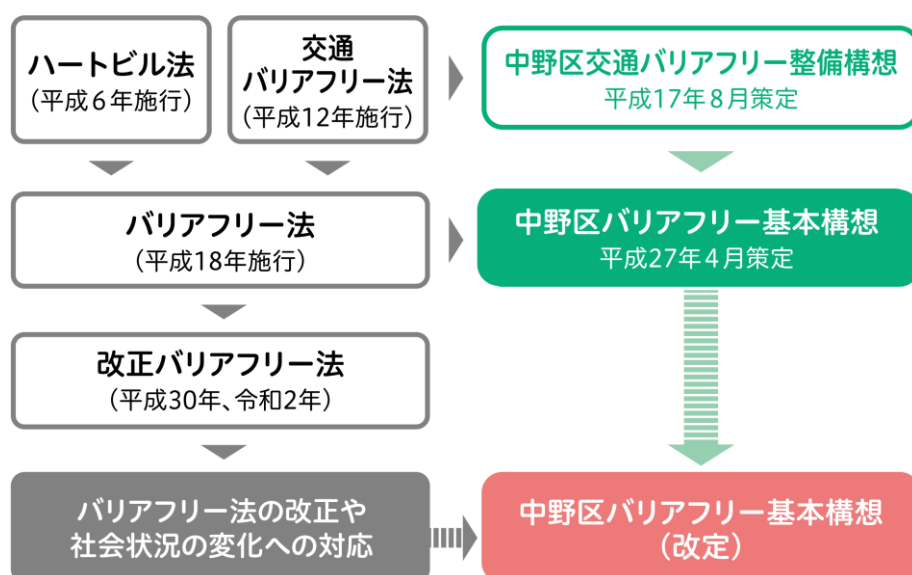 ハートビル法
(平成6年施行)
交通
バリアフリー法
(平成12年施行)
中野区交通バリアフリー整備構想
平成17年8月策定
バリアフリー法
(平成18年施行)
中野区バリアフリー基本構想
平成27年4月策定
改正バリアフリー法
(平成30年、令和2年)
バリアフリー法の改正や
社会状況の変化への対応
中野区バリアフリー基本構想
(改定)